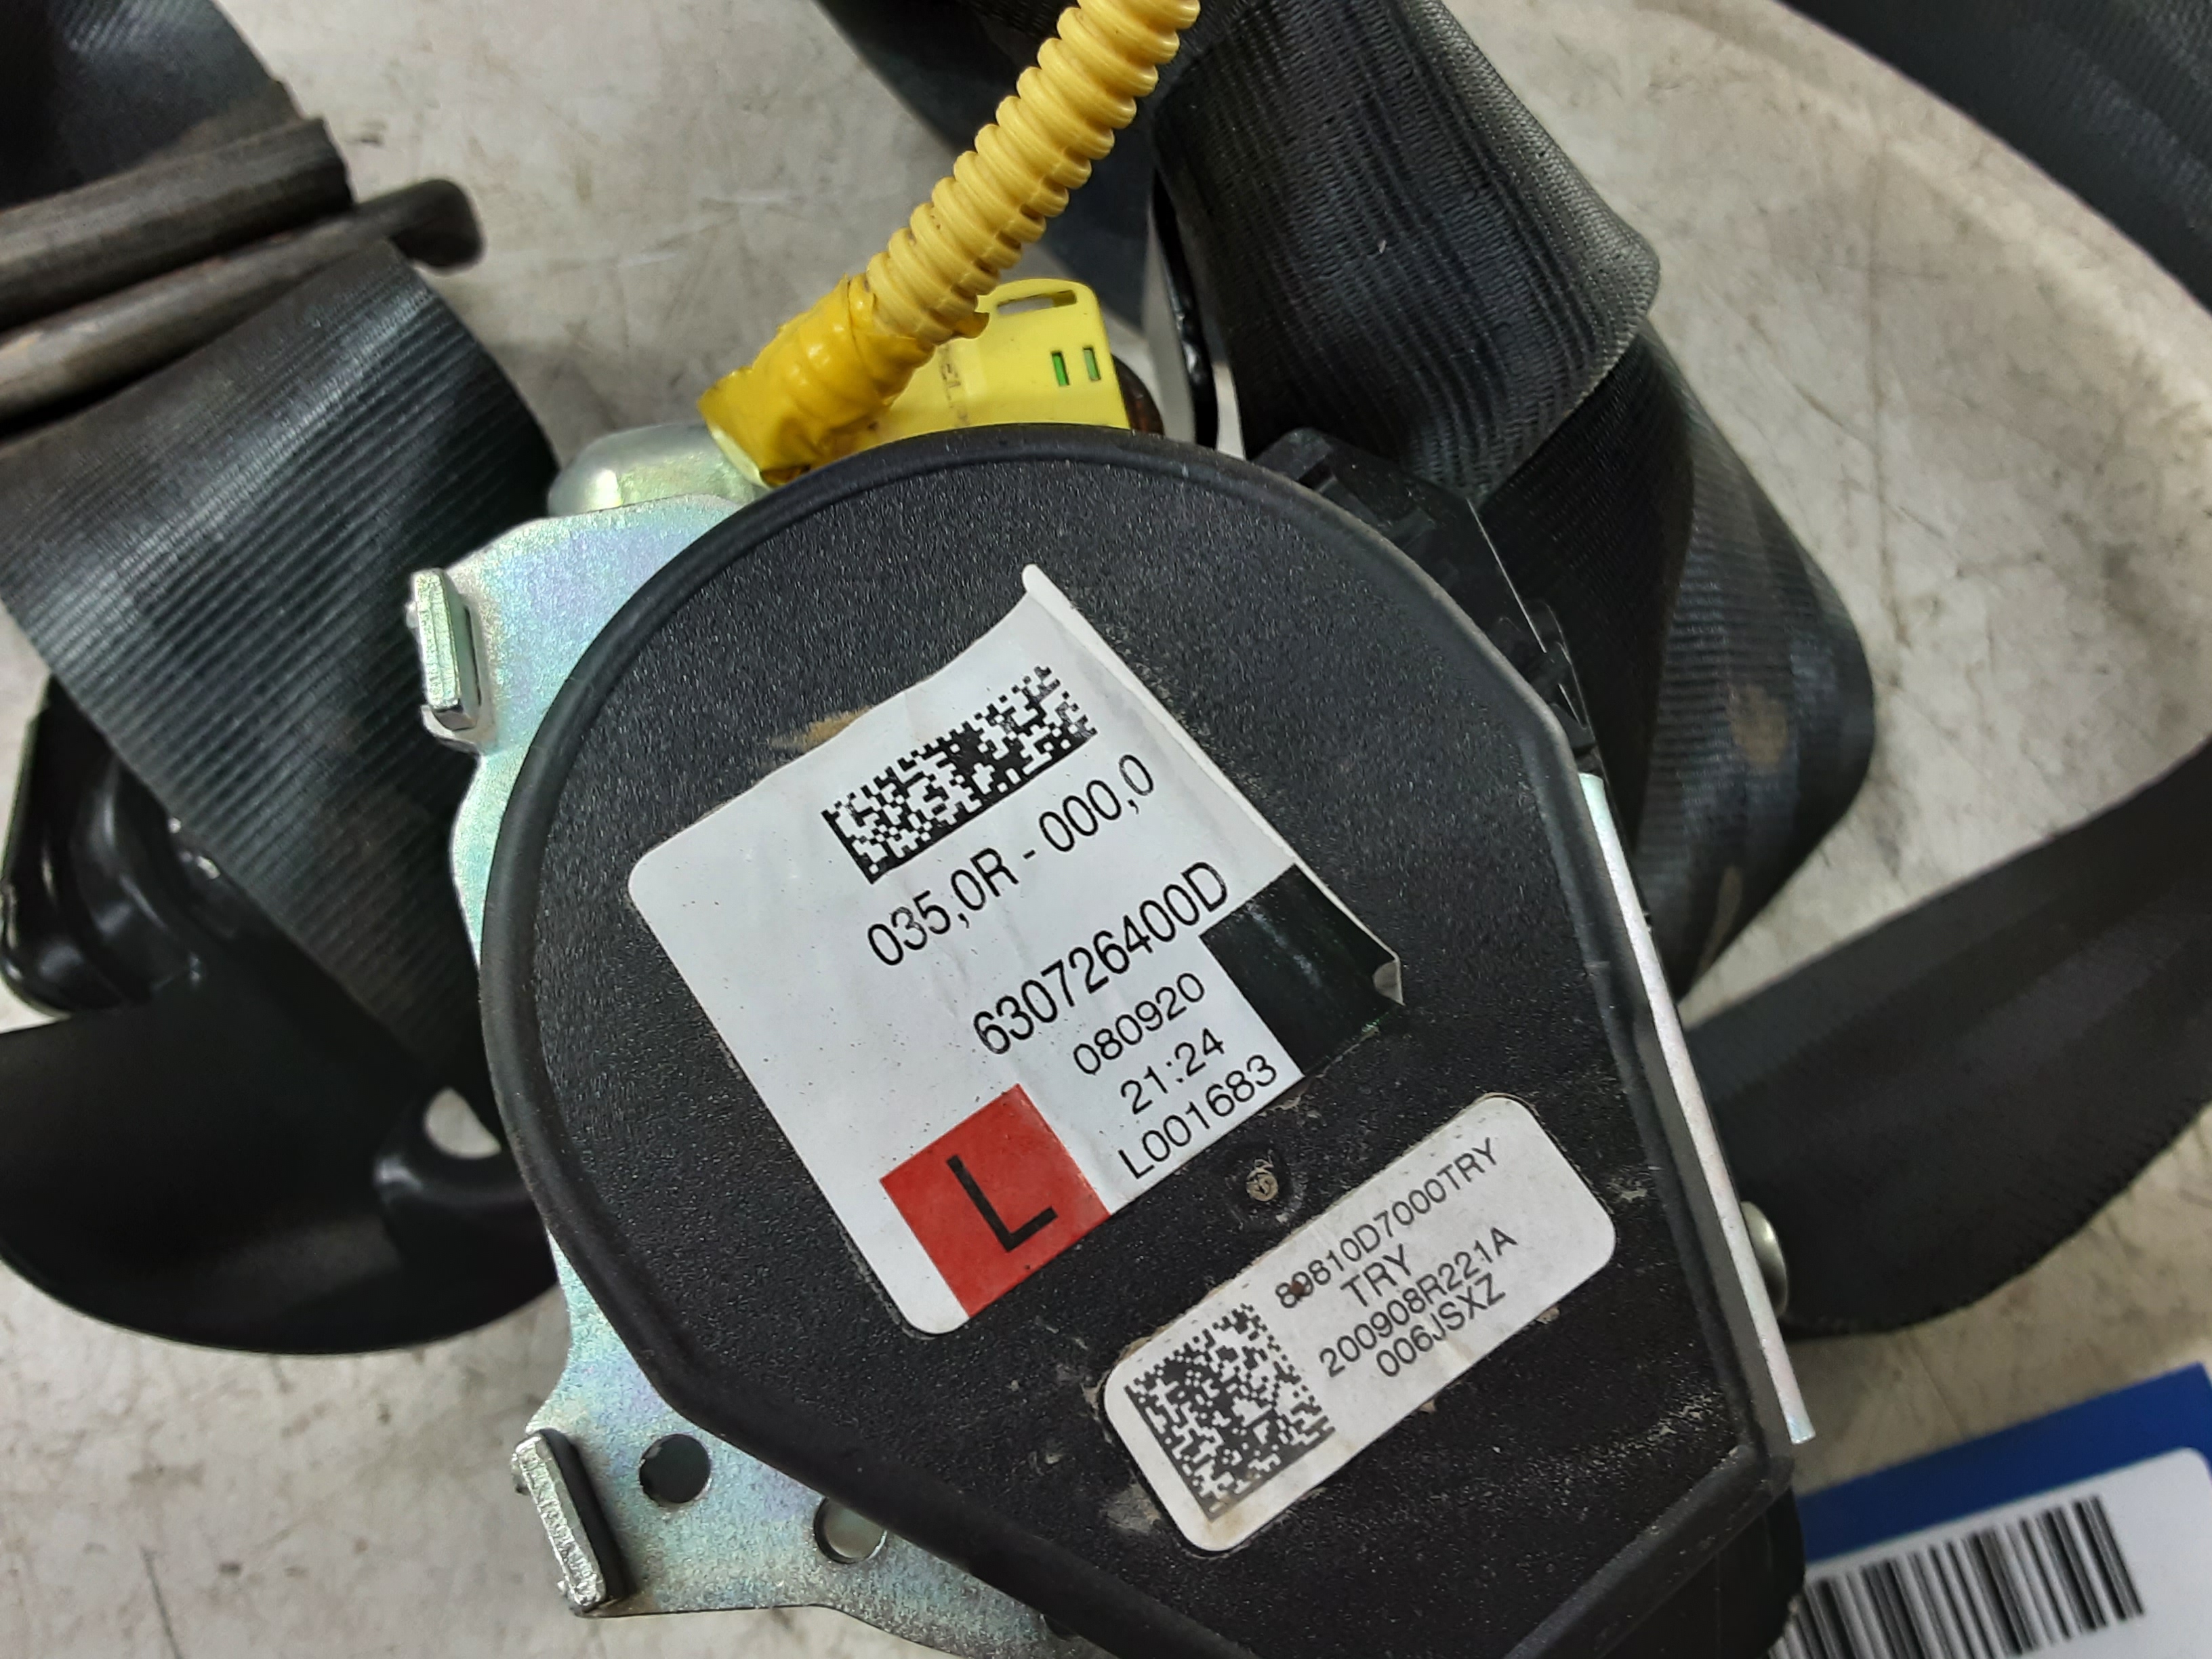 035,0R - 000,0
630726400D
080920
21:24
L001683
L
89810D7000TRY
TRY
200908R221A
006JSXZ